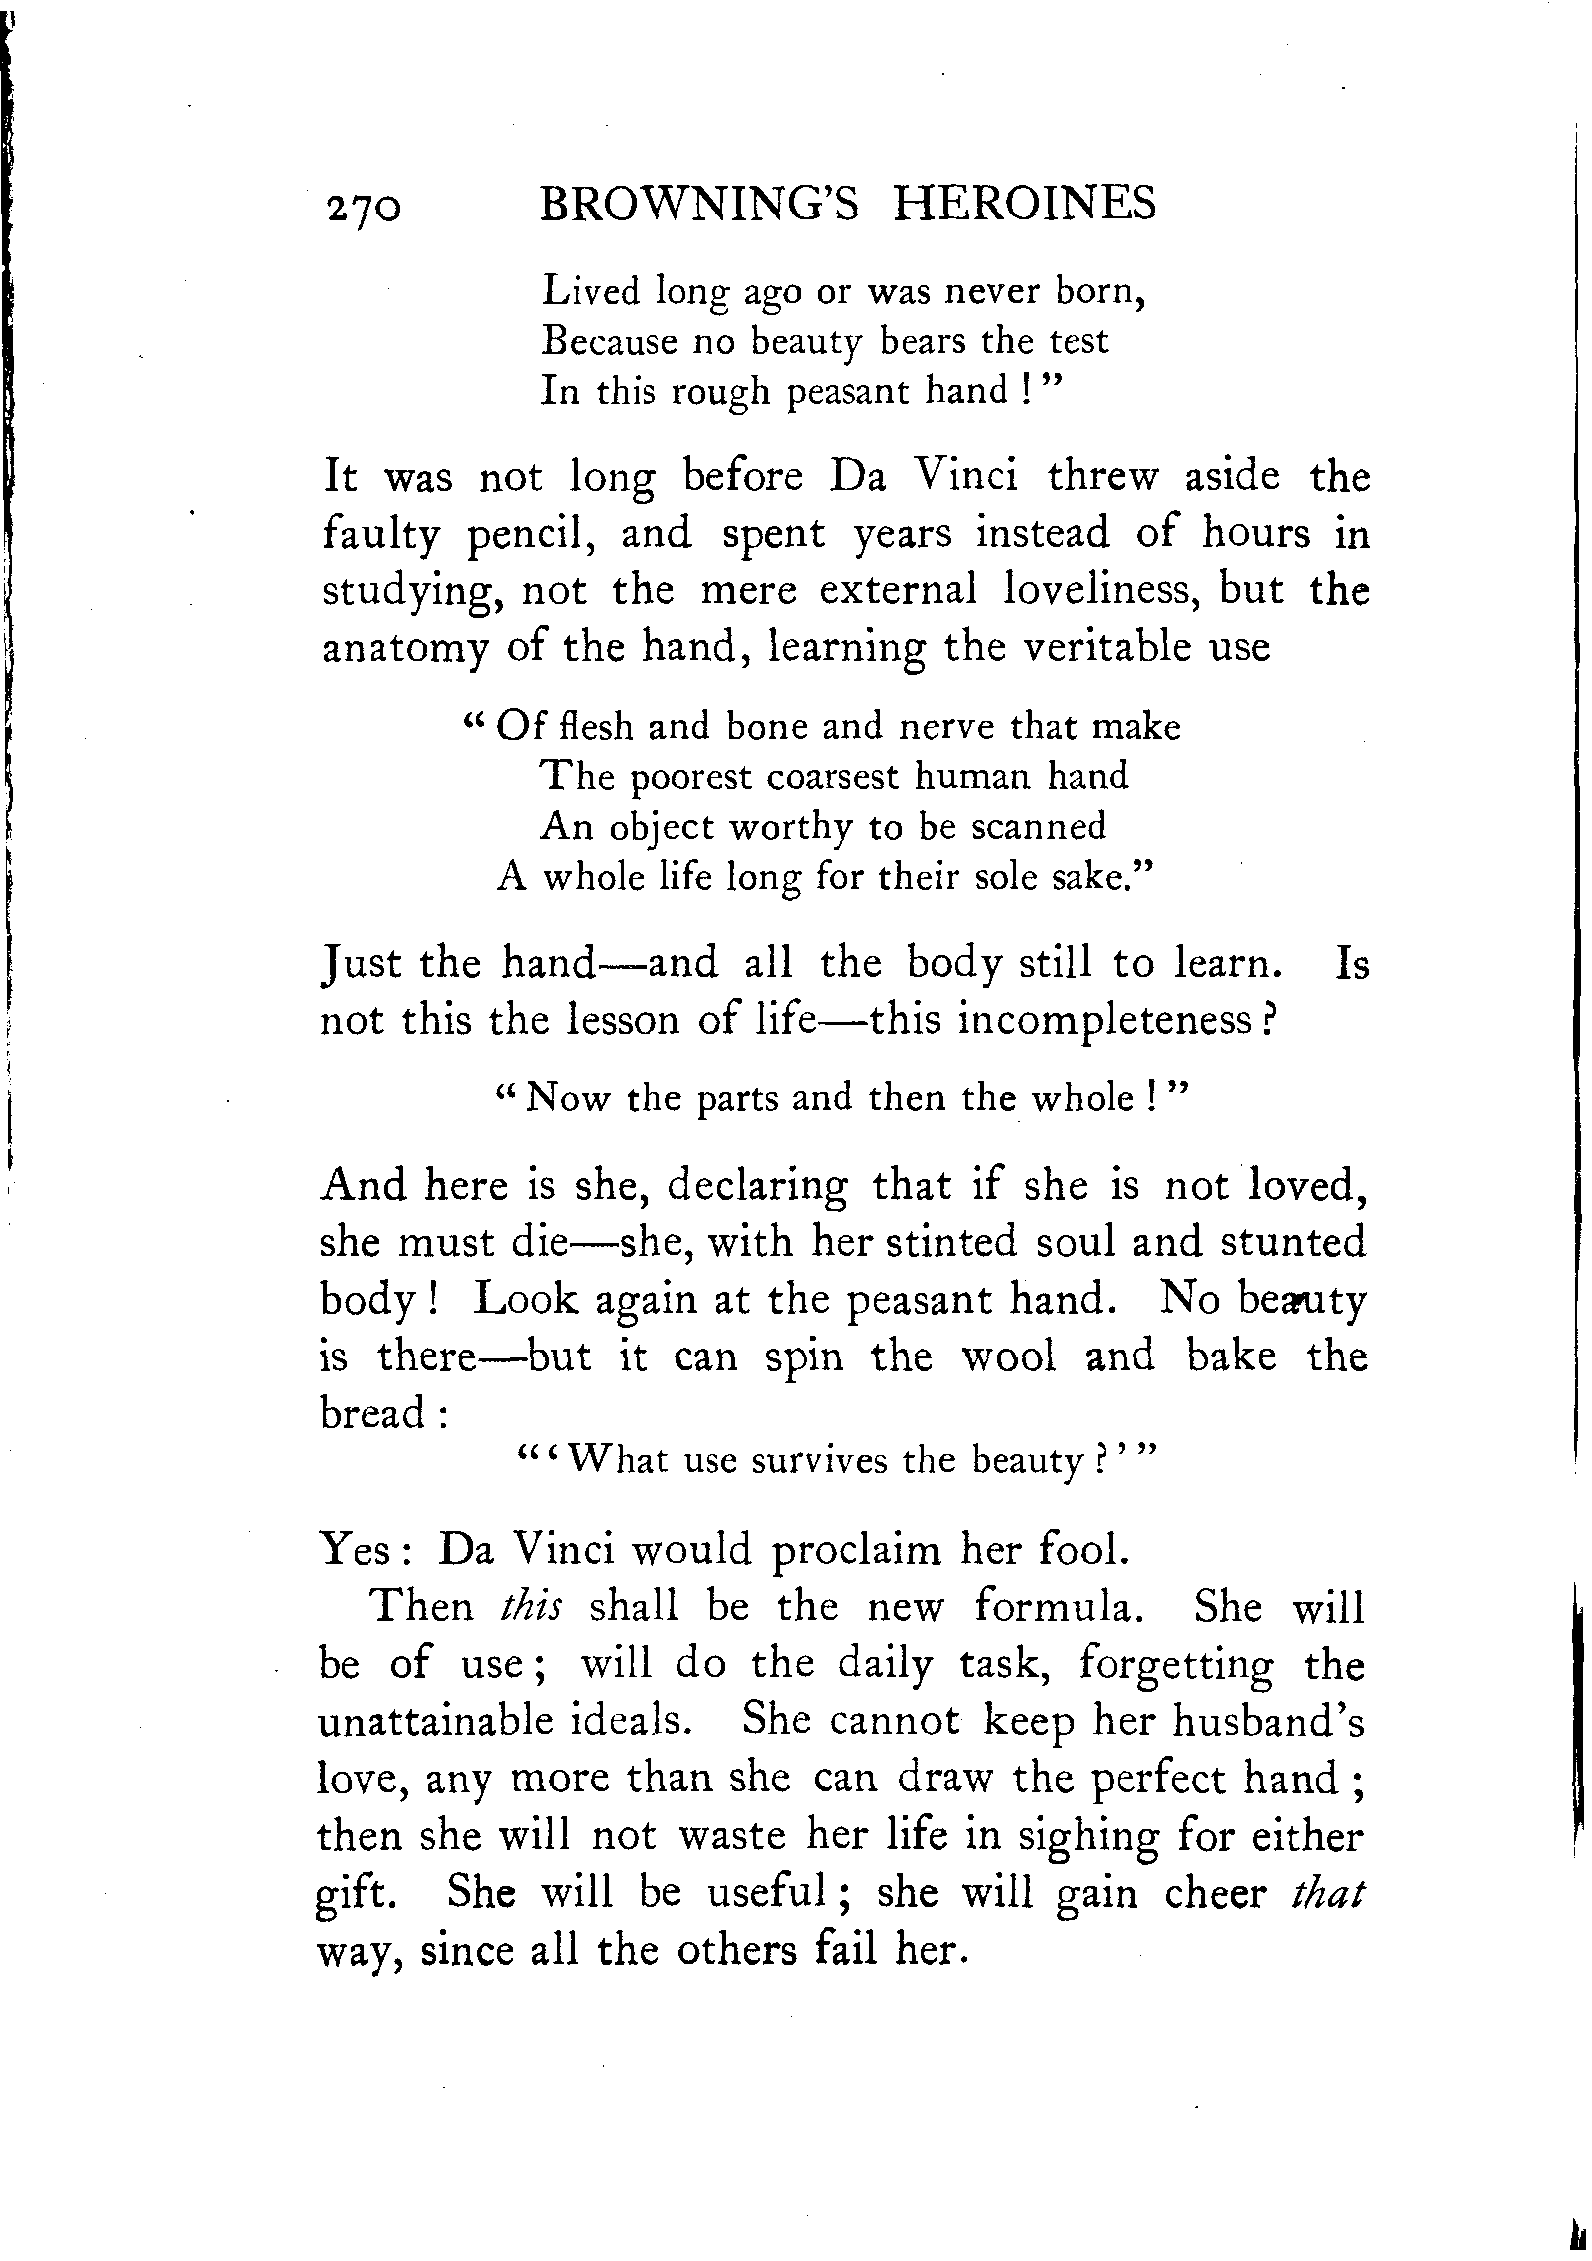 270 BROWNING'S HEROINES
Lived long ago or was never born,
Because no beauty bears the test
In this rough peasant hand ! "
It was not long before Da Vinci threw aside the
faulty pencil, and spent years instead of hours in
studying, not the mere external loveliness, but the
anatomy of the hand, learning the veritable use
" Of flesh and bone and nerve that make
The poorest coarsest human hand
An object worthy to be scanned
A whole life long for their sole sake."
Just the hand—and all the body still to learn. Is
not this the lesson of life—this incompleteness ?
" Now the parts and then the whole ! "
And here is she, declaring that if she is not loved,
she must die—she, with her stinted soul and stunted
body ! Look again at the peasant hand. No beauty
is there—but it can spin the wool and bake the
bread :
" ' What use survives the beauty ? ' "
Yes : Da Vinci would proclaim her fool.
Then this shall be the new formula. She will
be of use ; will do the daily task, forgetting the
unattainable ideals. She cannot keep her husband's
love, any more than she can draw the perfect hand ;
then she will not waste her life in sighing for either
gift. She will be useful ; she will gain cheer that
way, since all the others fail her.